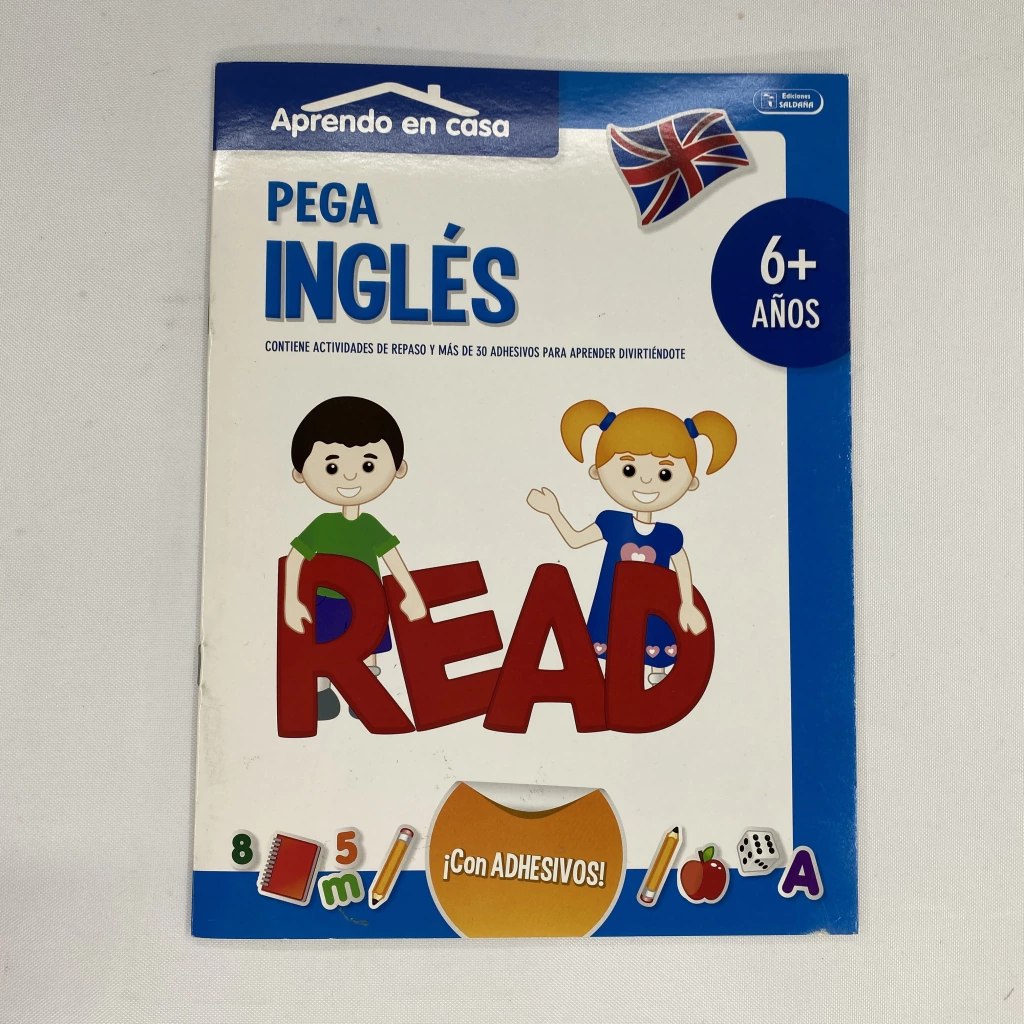 Aprendo en casa
Ediciones
SALDAÑA
PEGA
INGLÉS
6+
AÑOS
CONTIENE ACTIVIDADES DE REPASO Y MÁS DE 30 ADHESIVOS PARA APRENDER DIVIRTIÉNDOTE
READ
8
5
m
¡Con ADHESIVOS!
A